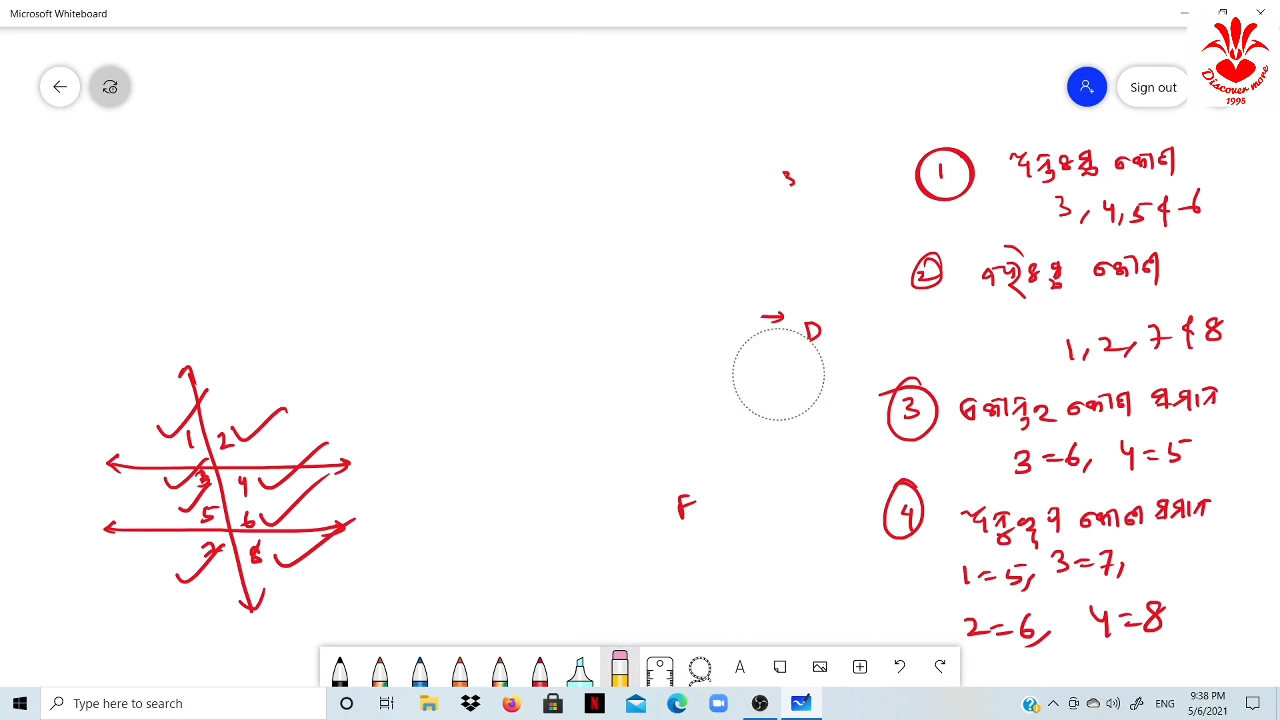 Microsoft Whiteboard
Sign out
Discover more
1995
3
1
କୋଣ
3, 4, 5 ଓ 6
2
ବହିଃସ୍ଥ କୋଣ
1, 2, 7 ଓ 8
D
3
ଏକାନ୍ତର କୋଣ ସମାନ
3 = 6, 4 = 5
4
ଅନୁରୂପ କୋଣ ସମାନ
1 = 5, 3 = 7,
2 = 6, 4 = 8
F
1 2
3 4
5 6
7 8
Type here to search
ENG
9:38 PM
5/6/2021